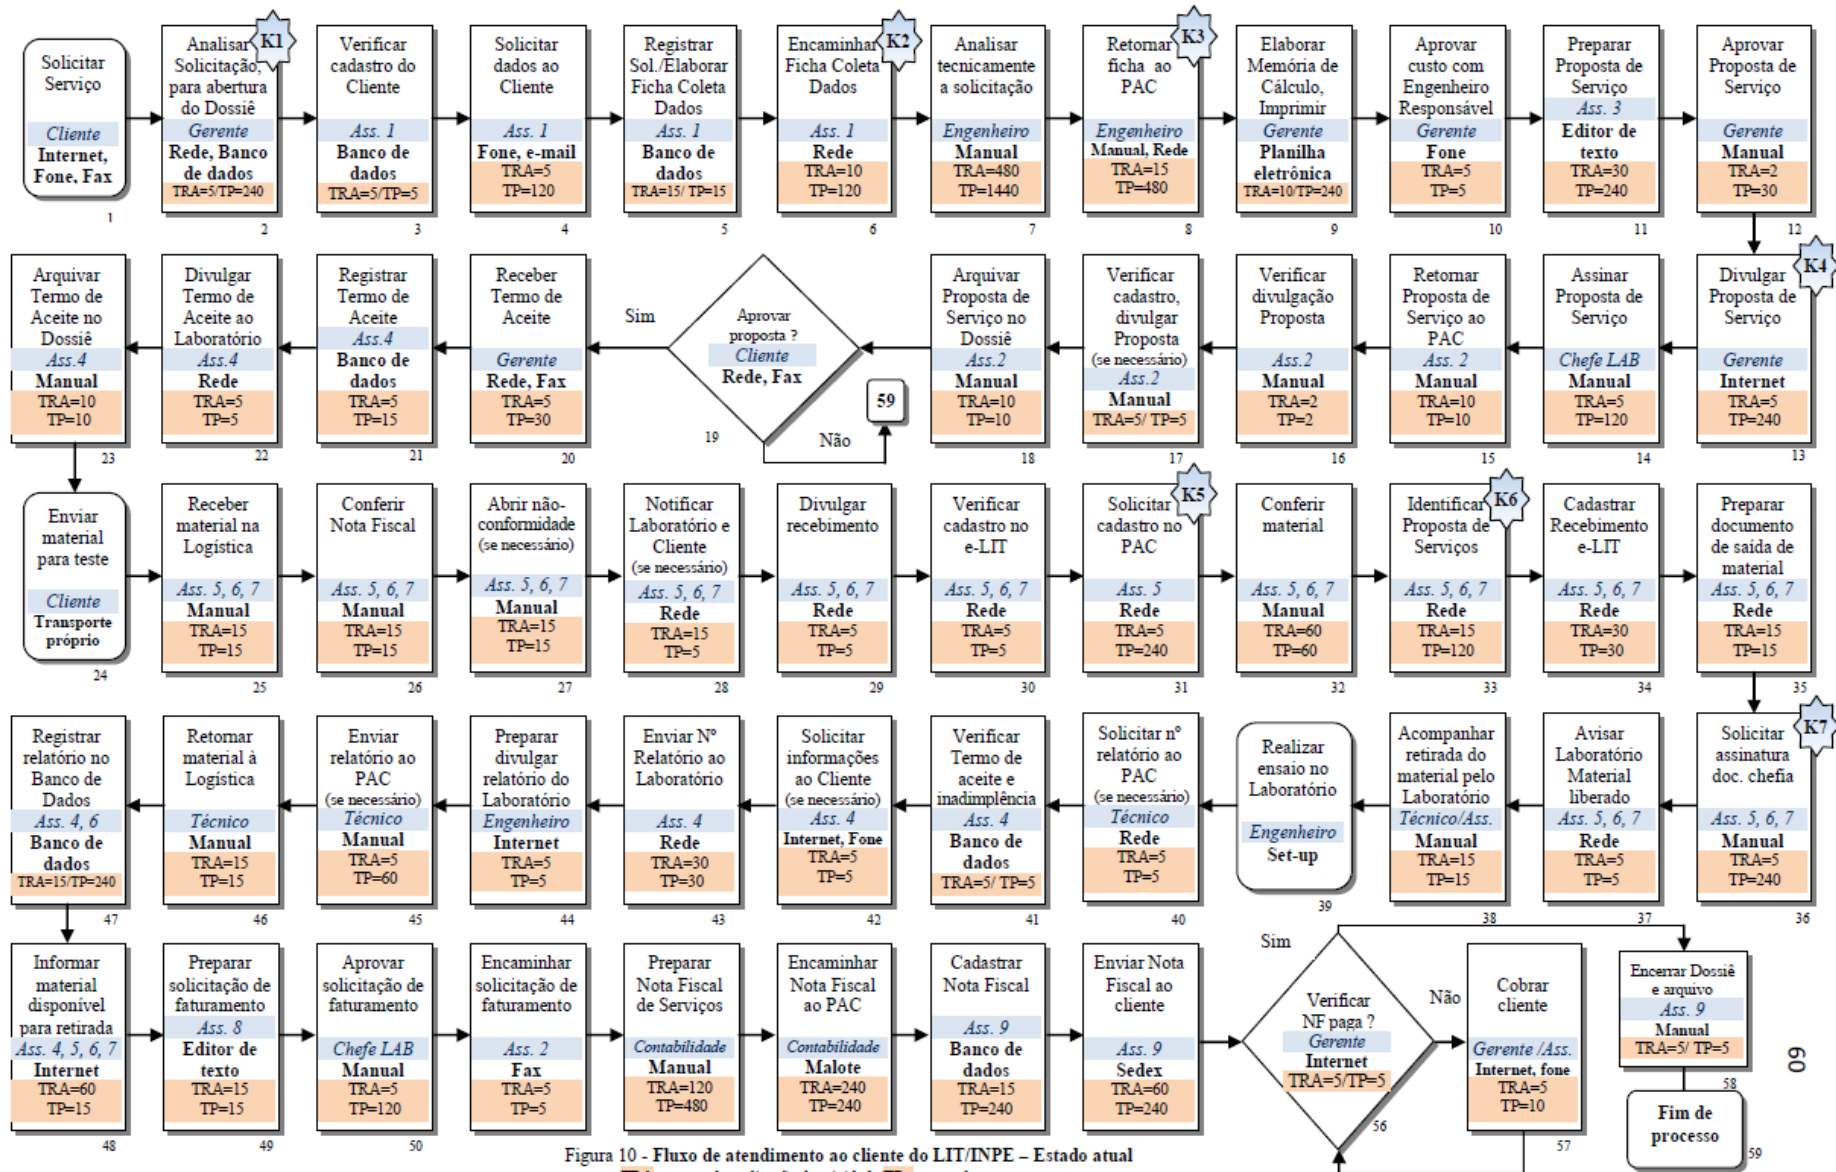 Solicitar
Serviço
Cliente
Internet,
Fone, Fax
1
K1
Analisar
Solicitação,
para abertura
do Dossiê
Gerente
Rede, Banco
de dados
TRA=5/TP=240
2
Verificar
cadastro do
Cliente
Ass. 1
Banco de
dados
TRA=5/TP=5
3
Solicitar
dados ao
Cliente
Ass. 1
Fone, e-mail
TRA=5
TP=120
4
Registrar
Sol./Elaborar
Ficha Coleta
Dados
Ass. 1
Banco de
dados
TRA=15/ TP=15
5
K2
Encaminhar
Ficha Coleta
Dados
Ass. 1
Rede
TRA=10
TP=120
6
Analisar
tecnicamente
a solicitação
Engenheiro
Manual
TRA=480
TP=1440
7
K3
Retornar
ficha ao
PAC
Engenheiro
Manual, Rede
TRA=15
TP=480
8
Elaborar
Memória de
Cálculo,
Imprimir
Gerente
Planilha
eletrônica
TRA=10/TP=240
9
Aprovar
custo com
Engenheiro
Responsável
Gerente
Fone
TRA=5
TP=5
10
Preparar
Proposta de
Serviço
Ass. 3
Editor de
texto
TRA=30
TP=240
11
Aprovar
Proposta de
Serviço
Gerente
Manual
TRA=2
TP=30
12
K4
Divulgar
Proposta de
Serviço
Gerente
Internet
TRA=5
TP=240
13
Assinar
Proposta de
Serviço
Chefe LAB
Manual
TRA=5
TP=120
14
Retornar
Proposta de
Serviço ao
PAC
Ass. 2
Manual
TRA=10
TP=10
15
Verificar
divulgação
Proposta
Ass.2
Manual
TRA=2
TP=2
16
Verificar
cadastro,
divulgar
Proposta
(se necessário)
Ass.2
Manual
TRA=5/ TP=5
17
Arquivar
Proposta de
Serviço no
Dossiê
Ass.2
Manual
TRA=10
TP=10
18
Aprovar
proposta ?
Cliente
Rede, Fax
19
Sim
Não
59
Receber
Termo de
Aceite
Gerente
Rede, Fax
TRA=5
TP=30
20
Registrar
Termo de
Aceite
Ass.4
Banco de
dados
TRA=5
TP=15
21
Divulgar
Termo de
Aceite ao
Laboratório
Ass.4
Rede
TRA=5
TP=5
22
Arquivar
Termo de
Aceite no
Dossiê
Ass.4
Manual
TRA=10
TP=10
23
Enviar
material
para teste
Cliente
Transporte
próprio
24
Receber
material na
Logística
Ass. 5, 6, 7
Manual
TRA=15
TP=15
25
Conferir
Nota Fiscal
Ass. 5, 6, 7
Manual
TRA=15
TP=15
26
Abrir não-
conformidade
(se necessário)
Ass. 5, 6, 7
Manual
TRA=15
TP=15
27
Notificar
Laboratório e
Cliente
(se necessário)
Ass. 5, 6, 7
Rede
TRA=15
TP=5
28
Divulgar
recebimento
Ass. 5, 6, 7
Rede
TRA=5
TP=5
29
Verificar
cadastro no
e-LIT
Ass. 5, 6, 7
Rede
TRA=5
TP=5
30
K5
Solicitar
cadastro no
PAC
Ass. 5
Rede
TRA=5
TP=240
31
Conferir
material
Ass. 5, 6, 7
Manual
TRA=60
TP=60
32
K6
Identificar
Proposta de
Serviços
Ass. 5, 6, 7
Rede
TRA=15
TP=120
33
Cadastrar
Recebimento
e-LIT
Ass. 5, 6, 7
Rede
TRA=30
TP=30
34
Preparar
documento
de saída de
material
Ass. 5, 6, 7
Rede
TRA=15
TP=15
35
K7
Solicitar
assinatura
doc. chefia
Ass. 5, 6, 7
Manual
TRA=5
TP=240
36
Avisar
Laboratório
Material
liberado
Ass. 5, 6, 7
Rede
TRA=5
TP=5
37
Acompanhar
retirada do
material pelo
Laboratório
Técnico/Ass.
Manual
TRA=15
TP=15
38
Realizar
ensaio no
Laboratório
Engenheiro
Set-up
39
Solicitar nº
relatório ao
PAC
(se necessário)
Técnico
Rede
TRA=5
TP=5
40
Verificar
Termo de
aceite e
inadimplência
Ass. 4
Banco de
dados
TRA=5/ TP=5
41
Solicitar
informações
ao Cliente
(se necessário)
Ass. 4
Internet, Fone
TRA=5
TP=5
42
Enviar Nº
Relatório ao
Laboratório
Ass. 4
Rede
TRA=30
TP=30
43
Preparar
divulgar
relatório do
Laboratório
Engenheiro
Internet
TRA=5
TP=5
44
Enviar
relatório ao
PAC
(se necessário)
Técnico
Manual
TRA=5
TP=60
45
Retornar
material à
Logística
Técnico
Manual
TRA=15
TP=15
46
Registrar
relatório no
Banco de
Dados
Ass. 4, 6
Banco de
dados
TRA=15/TP=240
47
Informar
material
disponível
para retirada
Ass. 4, 5, 6, 7
Internet
TRA=60
TP=15
48
Preparar
solicitação
de faturamento
Ass. 8
Editor de
texto
TRA=15
TP=15
49
Aprovar
solicitação de
faturamento
Chefe LAB
Manual
TRA=5
TP=120
50
Encaminhar
solicitação de
faturamento
Ass. 2
Fax
TRA=5
TP=5
Preparar
Nota Fiscal
de Serviços
Contabilidade
Manual
TRA=120
TP=480
Encaminhar
Nota Fiscal
ao PAC
Contabilidade
Malote
TRA=240
TP=240
Cadastrar
Nota Fiscal
Ass. 9
Banco de
dados
TRA=15
TP=240
Enviar Nota
Fiscal ao
cliente
Ass. 9
Sedex
TRA=60
TP=240
Verificar
NF paga ?
Gerente
Internet
TRA=5/TP=5
56
Sim
Não
Cobrar
cliente
Gerente /Ass.
Internet, fone
TRA=5
TP=10
57
Encerrar Dossiê
e arquivo
Ass. 9
Manual
TRA=5/ TP=5
58
Fim de
processo
59
60
Figura 10 - Fluxo de atendimento ao cliente do LIT/INPE – Estado atual